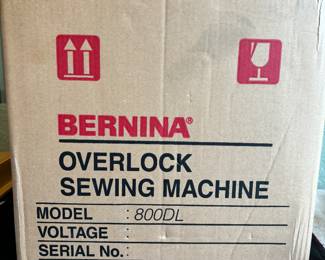 BERNINA®
OVERLOCK
SEWING MACHINE
MODEL : 800DL
VOLTAGE :
SERIAL No. :